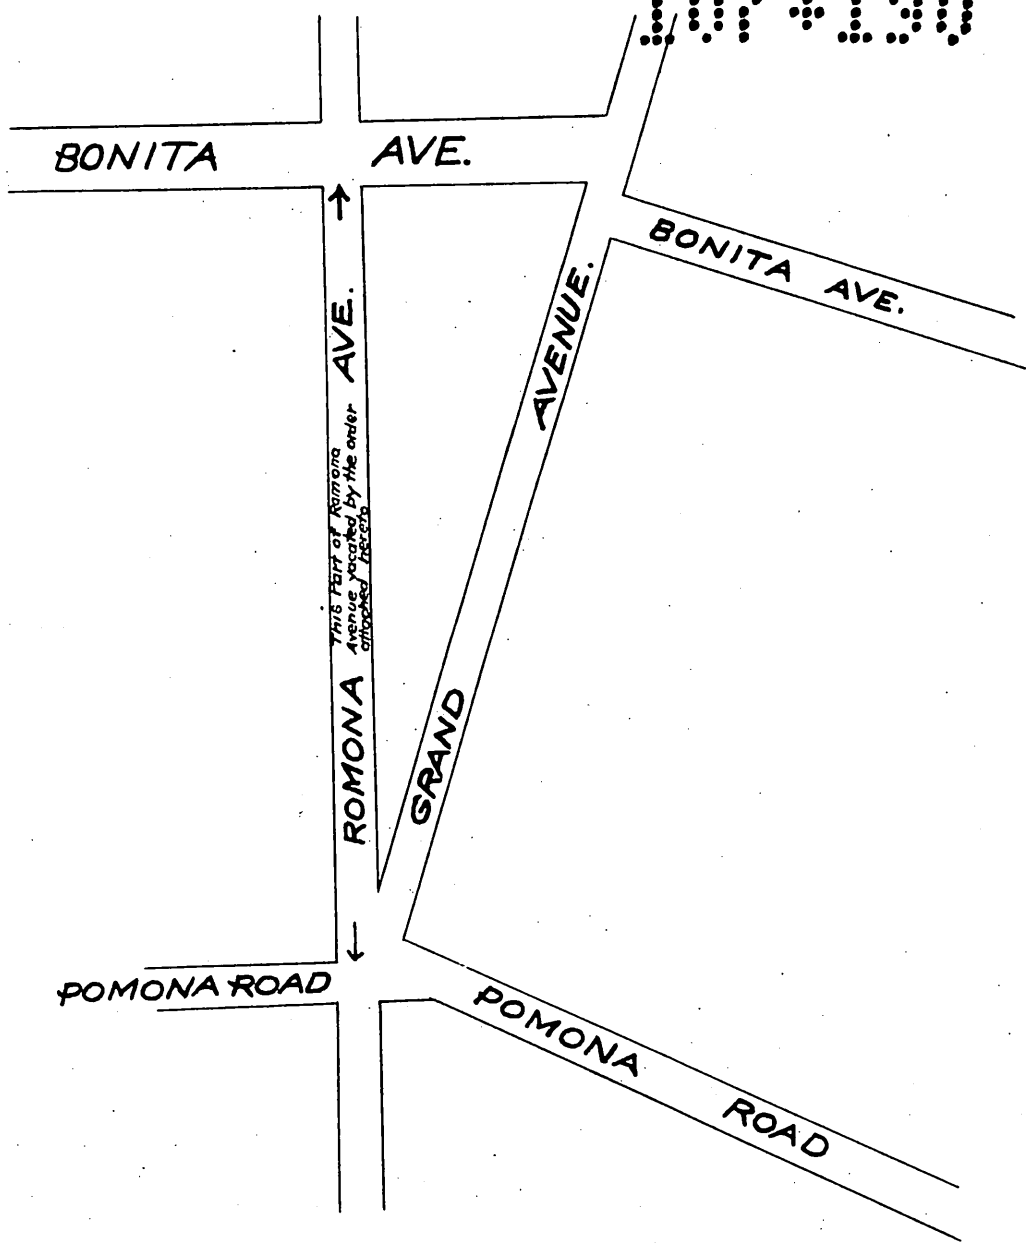 BONITA AVE.
BONITA AVE.
GRAND AVENUE.
ROMONA AVE.
This Part of Ramona
Avenue vacated by the order
attached hereto
POMONA ROAD
POMONA ROAD